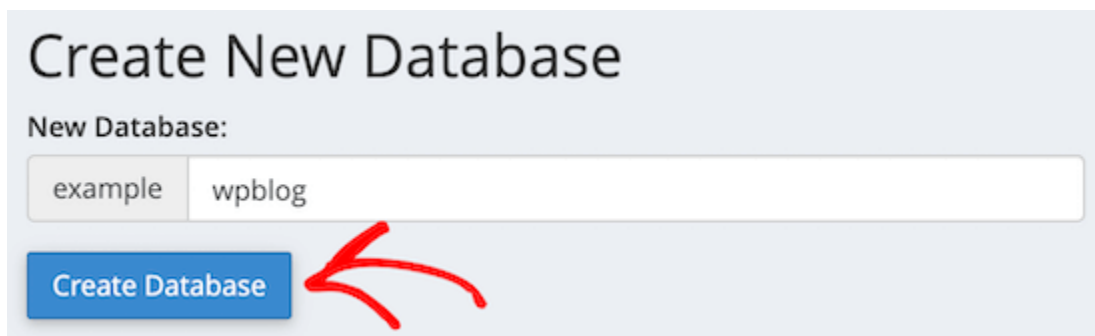 Create New Database
New Database:
example wpblog
Create Database